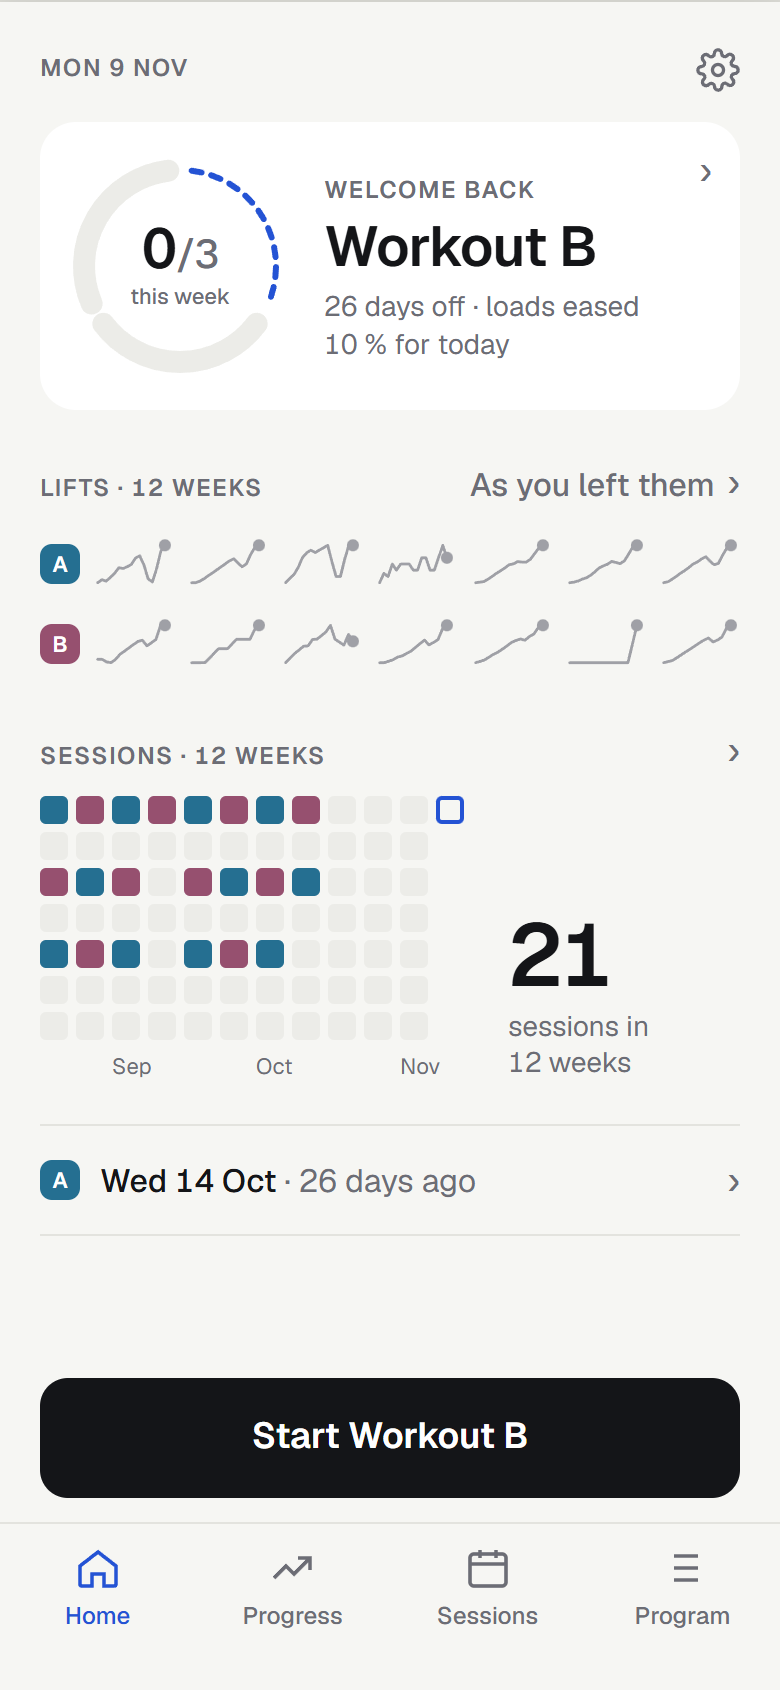 MON 9 NOV
0/3
this week
WELCOME BACK
Workout B
26 days off · loads eased
10 % for today
LIFTS · 12 WEEKS
As you left them
A
B
SESSIONS · 12 WEEKS
Sep Oct Nov
21
sessions in
12 weeks
A Wed 14 Oct · 26 days ago
Start Workout B
Home Progress Sessions Program